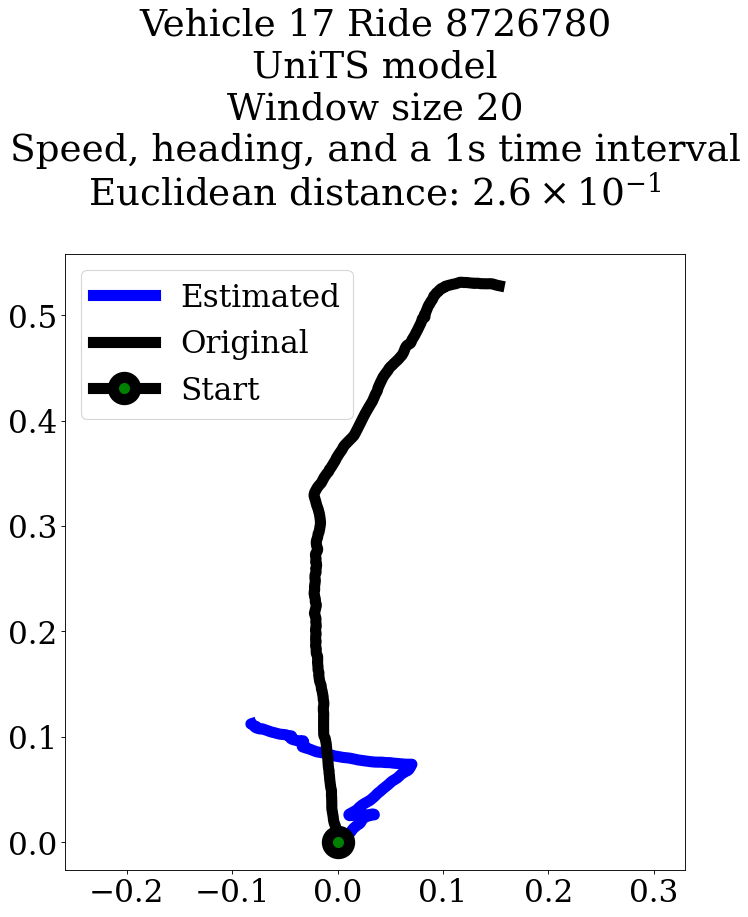 Vehicle 17 Ride 8726780
UniTS model
Window size 20
Speed, heading, and a 1s time interval
Euclidean distance: 2.6 × 10⁻¹
Estimated
Original
Start
0.5
0.4
0.3
0.2
0.1
0.0
−0.2 −0.1 0.0 0.1 0.2 0.3